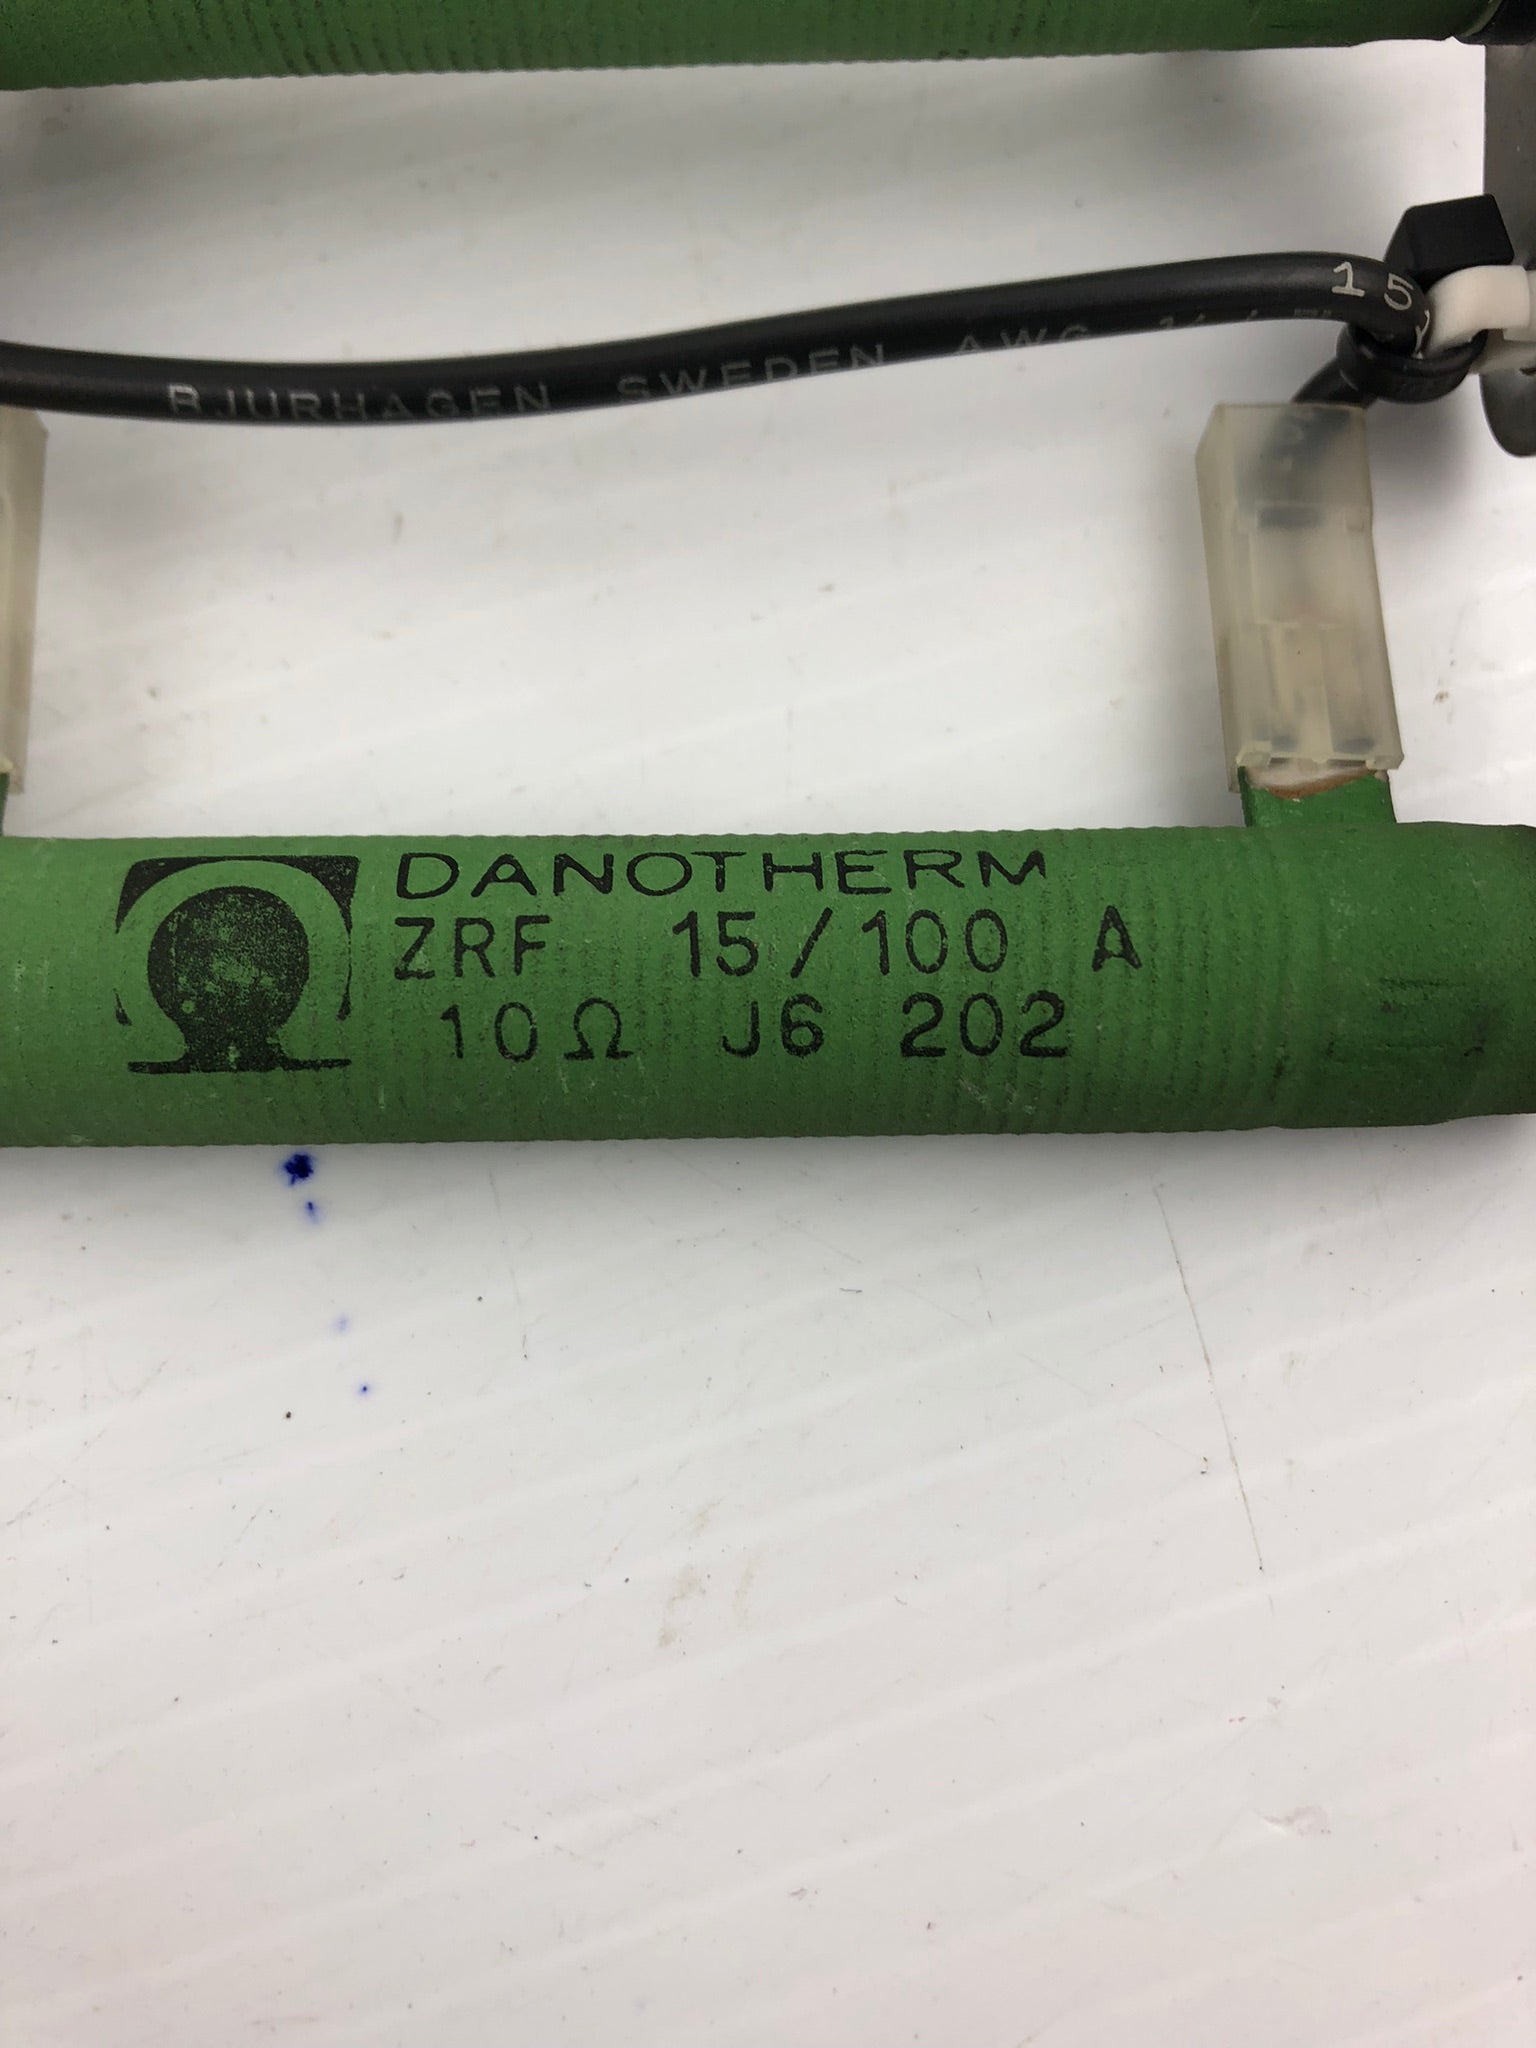 15
BJURHAGEN SWEDEN AWG
DANOTHERM
ZRF 15/100 A
10Ω J6 202